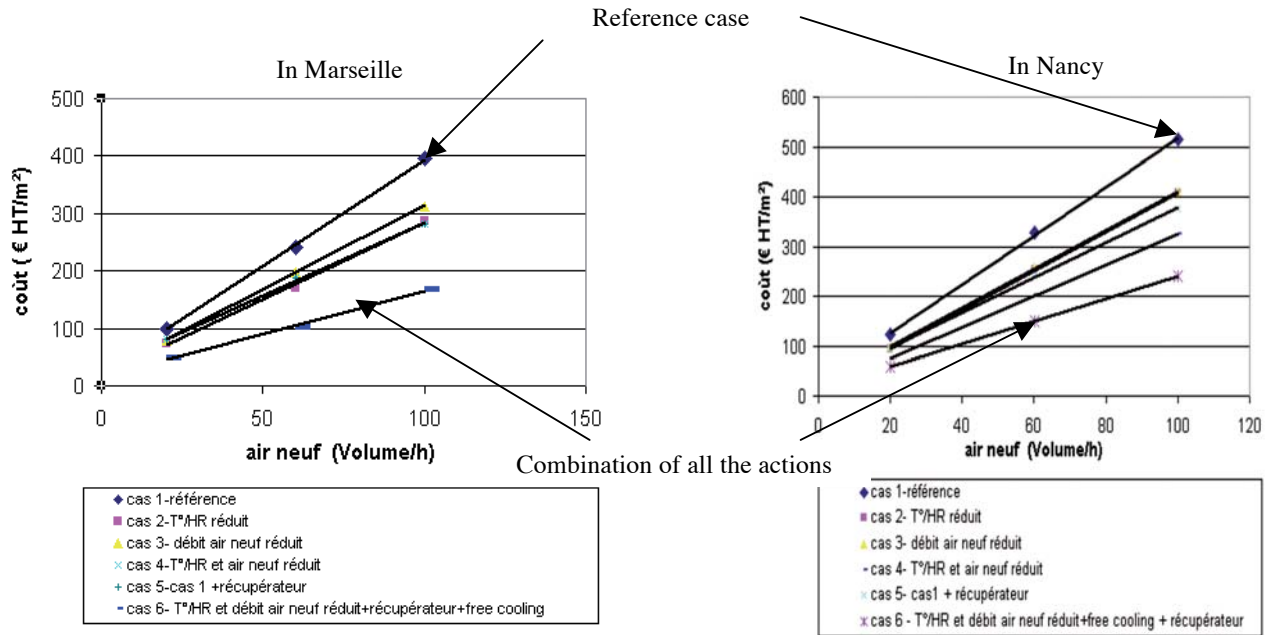 Reference case
In Marseille
In Nancy
500
400
300
200
100
0
coût ( € HT/m²)
0
50
100
150
air neuf (Volume/h)
600
500
400
300
200
100
0
coût (€ HT/m²)
0
20
40
60
80
100
120
air neuf (Volume/h)
Combination of all the actions
cas 1-référence
cas 2-T°/HR réduit
cas 3- débit air neuf réduit
cas 4-T°/HR et air neuf réduit
cas 5-cas 1 +récupérateur
cas 6- T°/HR et débit air neuf réduit+récupérateur+free cooling
cas 1-référence
cas 2- T°/HR réduit
cas 3- débit air neuf réduit
cas 4- T°/HR et air neuf réduit
cas 5- cas1 + récupérateur
cas 6 - T°/HR et débit air neuf réduit+free cooling + récupérateur